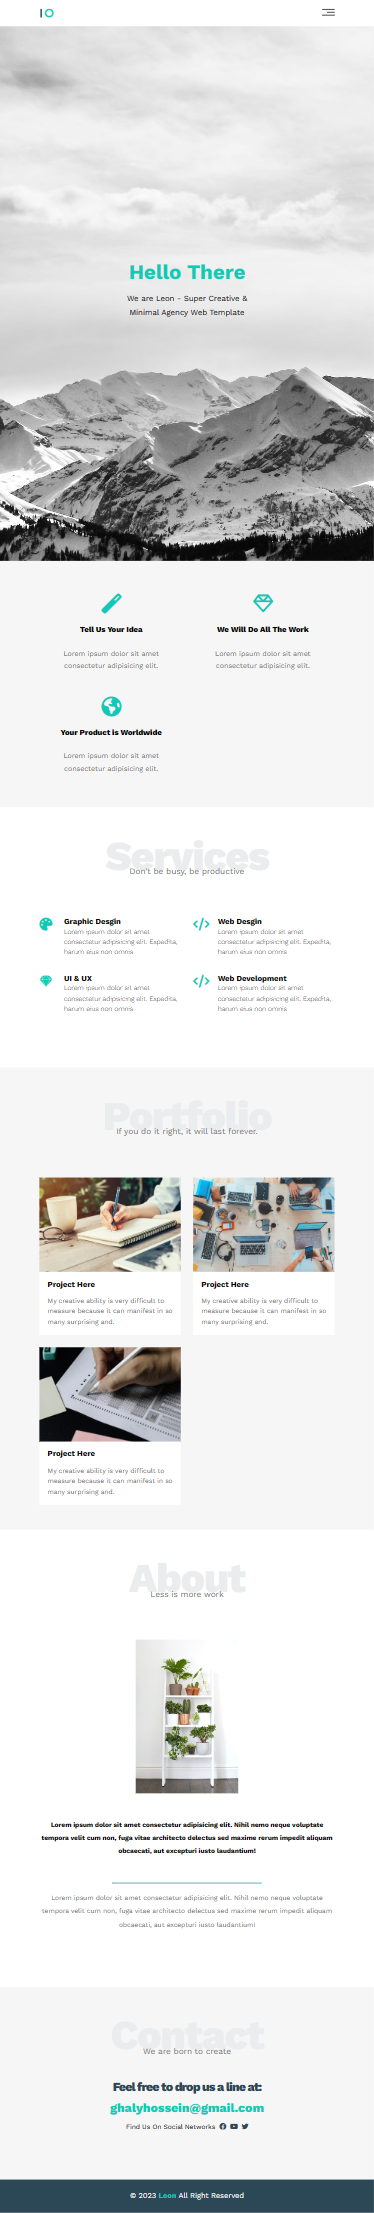 IO
Hello There
We are Leon - Super Creative &
Minimal Agency Web Template
Tell Us Your Idea
Lorem ipsum dolor sit amet
consectetur adipisicing elit.
We Will Do All The Work
Lorem ipsum dolor sit amet
consectetur adipisicing elit.
Your Product is Worldwide
Lorem ipsum dolor sit amet
consectetur adipisicing elit.
Services
Don't be busy, be productive
Graphic Desgin
Lorem ipsum dolor sit amet
consectetur adipisicing elit. Expedita,
harum eius non omnis
Web Desgin
Lorem ipsum dolor sit amet
consectetur adipisicing elit. Expedita,
harum eius non omnis
UI & UX
Lorem ipsum dolor sit amet
consectetur adipisicing elit. Expedita,
harum eius non omnis
Web Development
Lorem ipsum dolor sit amet
consectetur adipisicing elit. Expedita,
harum eius non omnis
Portfolio
If you do it right, it will last forever.
Project Here
My creative ability is very difficult to
measure because it can manifest in so
many surprising and.
Project Here
My creative ability is very difficult to
measure because it can manifest in so
many surprising and.
Project Here
My creative ability is very difficult to
measure because it can manifest in so
many surprising and.
About
Less is more work
Lorem ipsum dolor sit amet consectetur adipisicing elit. Nihil nemo neque voluptate
tempora velit cum non, fuga vitae architecto delectus sed maxime rerum impedit aliquam
obcaecati, aut excepturi iusto laudantium!
Lorem ipsum dolor sit amet consectetur adipisicing elit. Nihil nemo neque voluptate
tempora velit cum non, fuga vitae architecto delectus sed maxime rerum impedit aliquam
obcaecati, aut excepturi iusto laudantium!
Contact
We are born to create
Feel free to drop us a line at:
ghalyhossein@gmail.com
Find Us On Social Networks
© 2023 Leon All Right Reserved